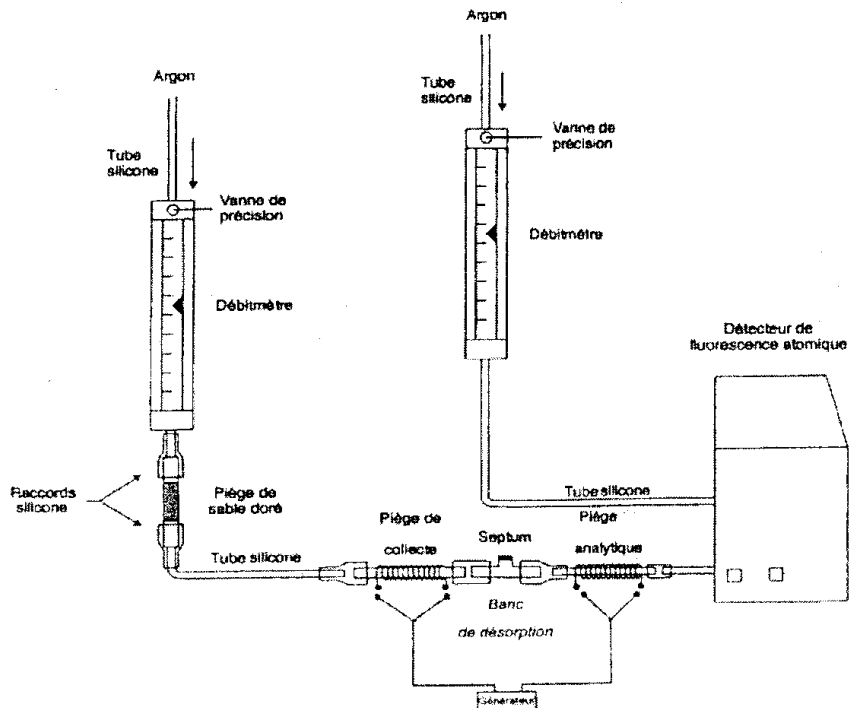 Argon
Tube
silicone
Vanne de
précision
Débitmètre
Argon
Tube
silicone
Vanne de
précision
Débitmètre
Détecteur de
fluorescence atomique
Raccords
silicone
Piège de
sable doré
Tube silicone
Piège de
collecte
Septum
Tube silicone
Piège
analytique
Banc
de désorption
Générateur